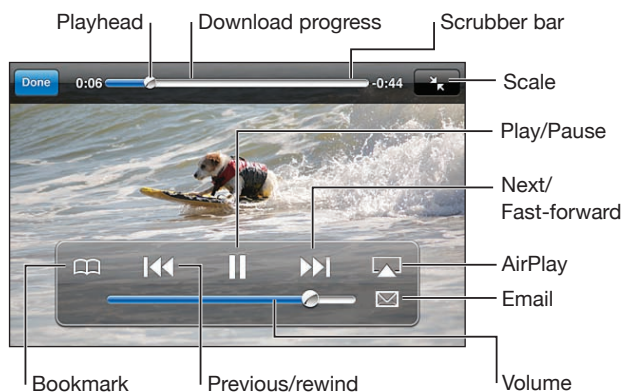 Playhead Download progress Scrubber bar
Done 0:06 -0:44 Scale
Play/Pause
Next/
Fast-forward
AirPlay
Email
Bookmark Previous/rewind Volume